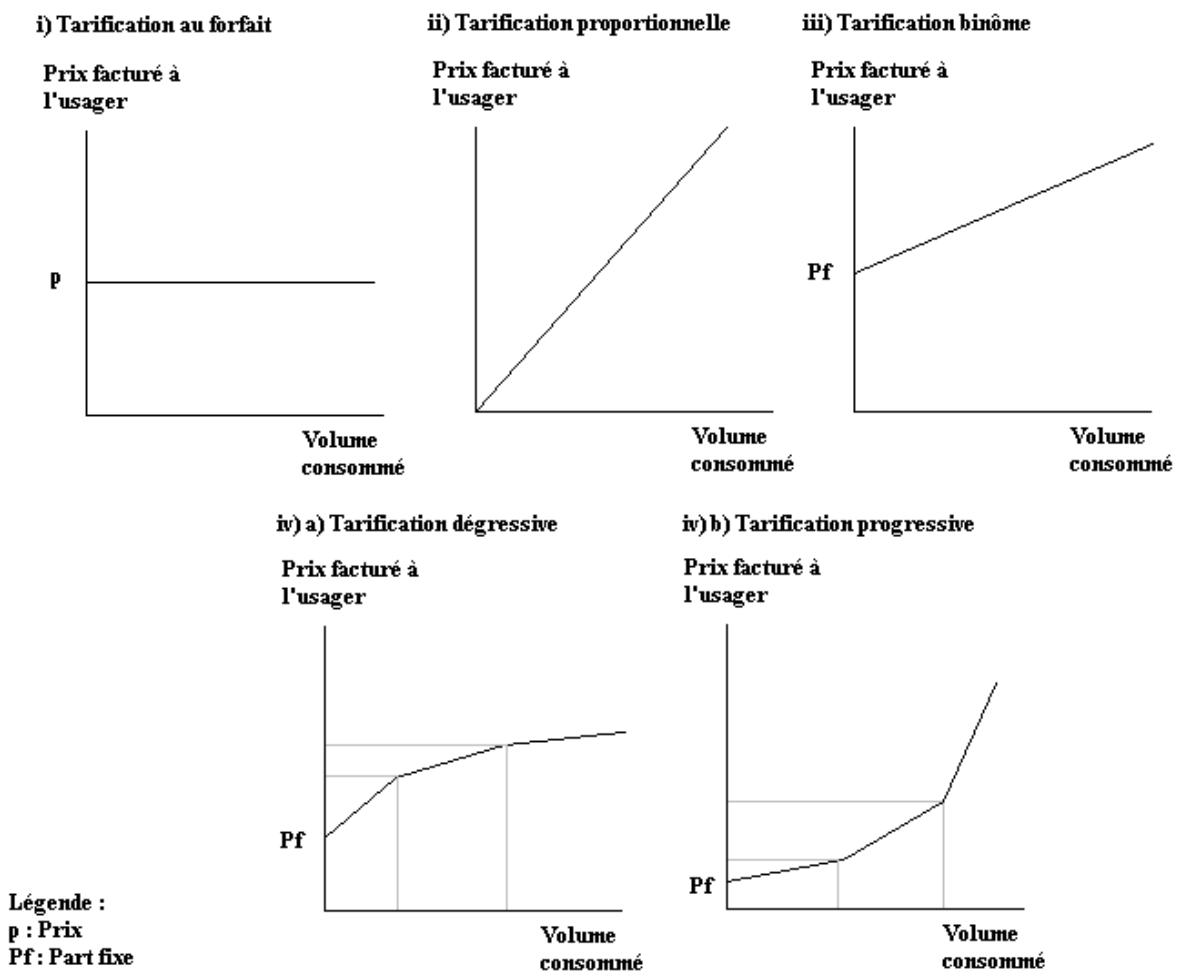 i) Tarification au forfait
Prix facturé à
l'usager
p
Volume
consommé
ii) Tarification proportionnelle
Prix facturé à
l'usager
Volume
consommé
iii) Tarification binôme
Prix facturé à
l'usager
Pf
Volume
consommé
iv) a) Tarification dégressive
Prix facturé à
l'usager
Pf
Volume
consommé
iv) b) Tarification progressive
Prix facturé à
l'usager
Pf
Volume
consommé
Légende :
p : Prix
Pf : Part fixe